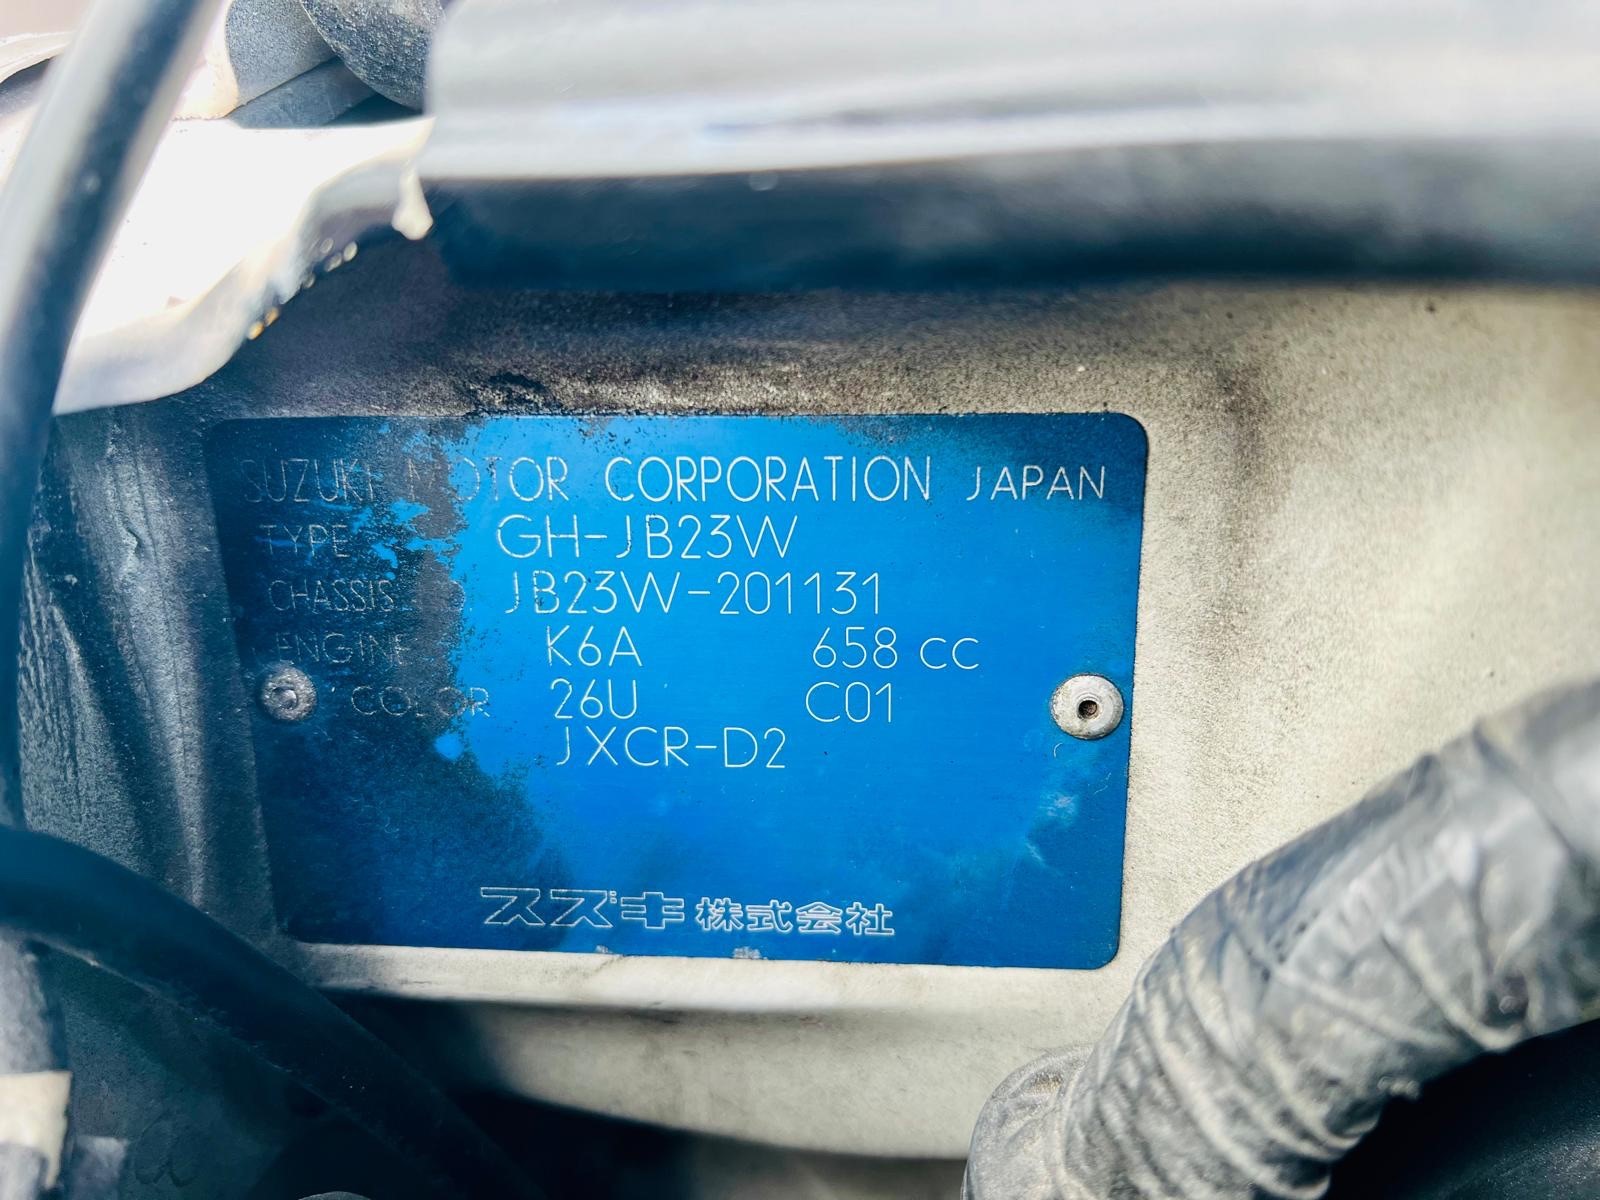 SUZUKI MOTOR CORPORATION JAPAN
TYPE GH-JB23W
CHASSIS JB23W-201131
ENGINE K6A 658 cc
COLOR 26U C01
JXCR-D2
スズキ株式会社